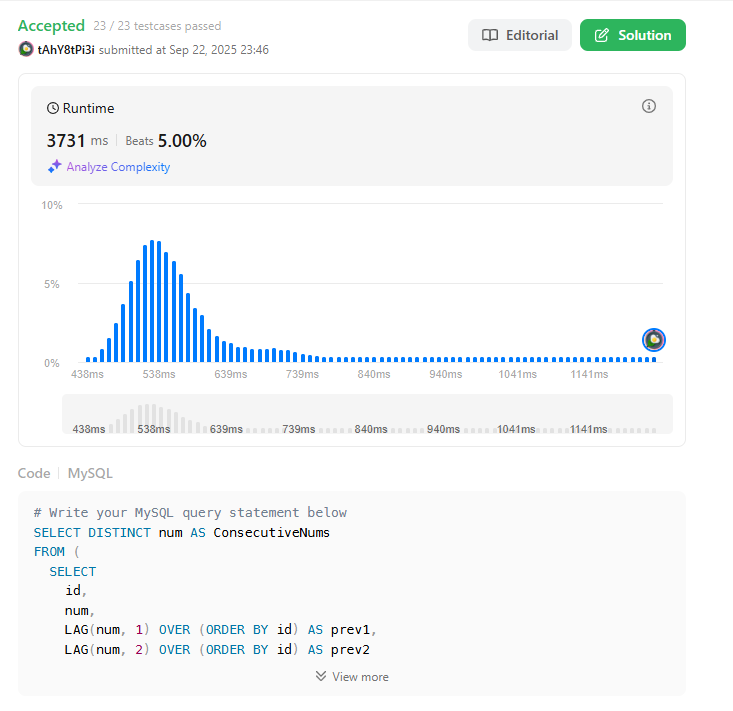 Accepted 23 / 23 testcases passed
Editorial
Solution
tAhY8tPi3i submitted at Sep 22, 2025 23:46
Runtime
3731 ms Beats 5.00%
Analyze Complexity
10%
5%
0%
438ms 538ms 639ms 739ms 840ms 940ms 1041ms 1141ms
438ms 538ms 639ms 739ms 840ms 940ms 1041ms 1141ms
Code MySQL
# Write your MySQL query statement below
SELECT DISTINCT num AS ConsecutiveNums
FROM (
SELECT
id,
num,
LAG(num, 1) OVER (ORDER BY id) AS prev1,
LAG(num, 2) OVER (ORDER BY id) AS prev2
View more